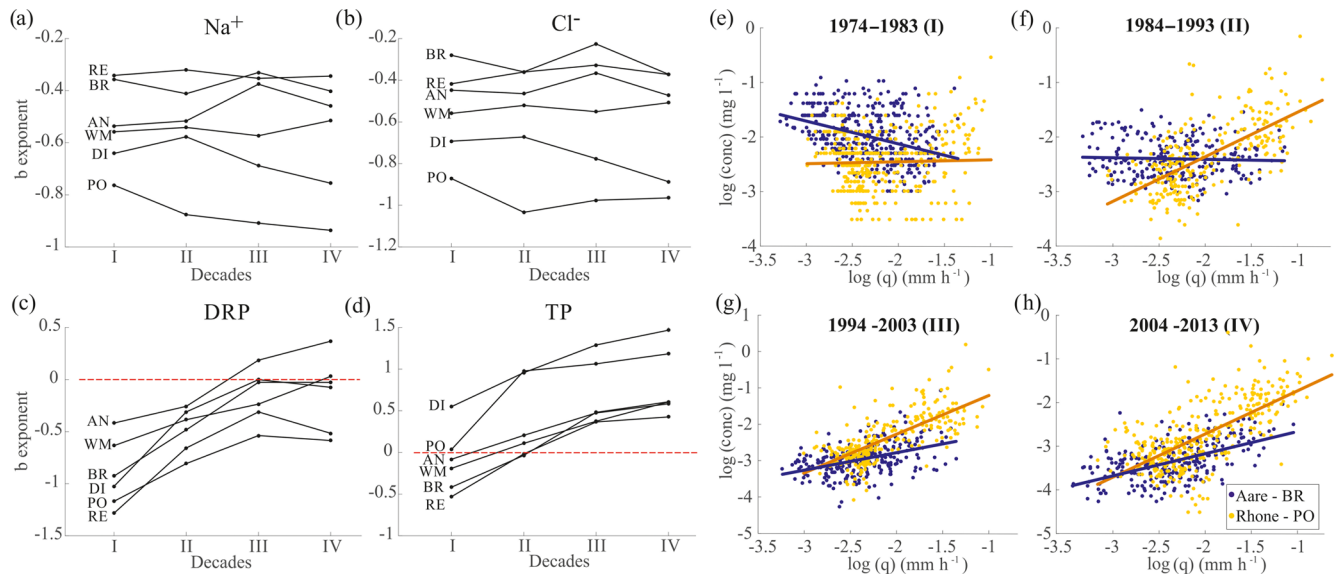 (a)
Na+
-0.2
-0.4
-0.6
-0.8
-1
b exponent
RE
BR
AN
WM
DI
PO
I II III IV
Decades
(b)
Cl-
-0.2
-0.4
-0.6
-0.8
-1
-1.2
BR
RE
AN
WM
DI
PO
I II III IV
Decades
(c)
DRP
0.5
0
-0.5
-1
-1.5
b exponent
AN
WM
BR
DI
PO
RE
I II III IV
Decades
(d)
TP
1.5
1
0.5
0
-0.5
-1
DI
PO
AN
WM
BR
RE
I II III IV
Decades
(e)
1974–1983 (I)
0
-1
-2
-3
-4
log (conc) (mg l-1)
-3.5 -3 -2.5 -2 -1.5 -1
log (q) (mm h-1)
(f)
1984–1993 (II)
0
-1
-2
-3
-4
-3.5 -3 -2.5 -2 -1.5 -1
log (q) (mm h-1)
(g)
1994 -2003 (III)
1
0
-1
-2
-3
-4
-5
log (conc) (mg l-1)
-3.5 -3 -2.5 -2 -1.5 -1
log (q) (mm h-1)
(h)
2004 -2013 (IV)
0
-1
-2
-3
-4
-5
Aare - BR
Rhone - PO
-3.5 -3 -2.5 -2 -1.5 -1
log (q) (mm h-1)